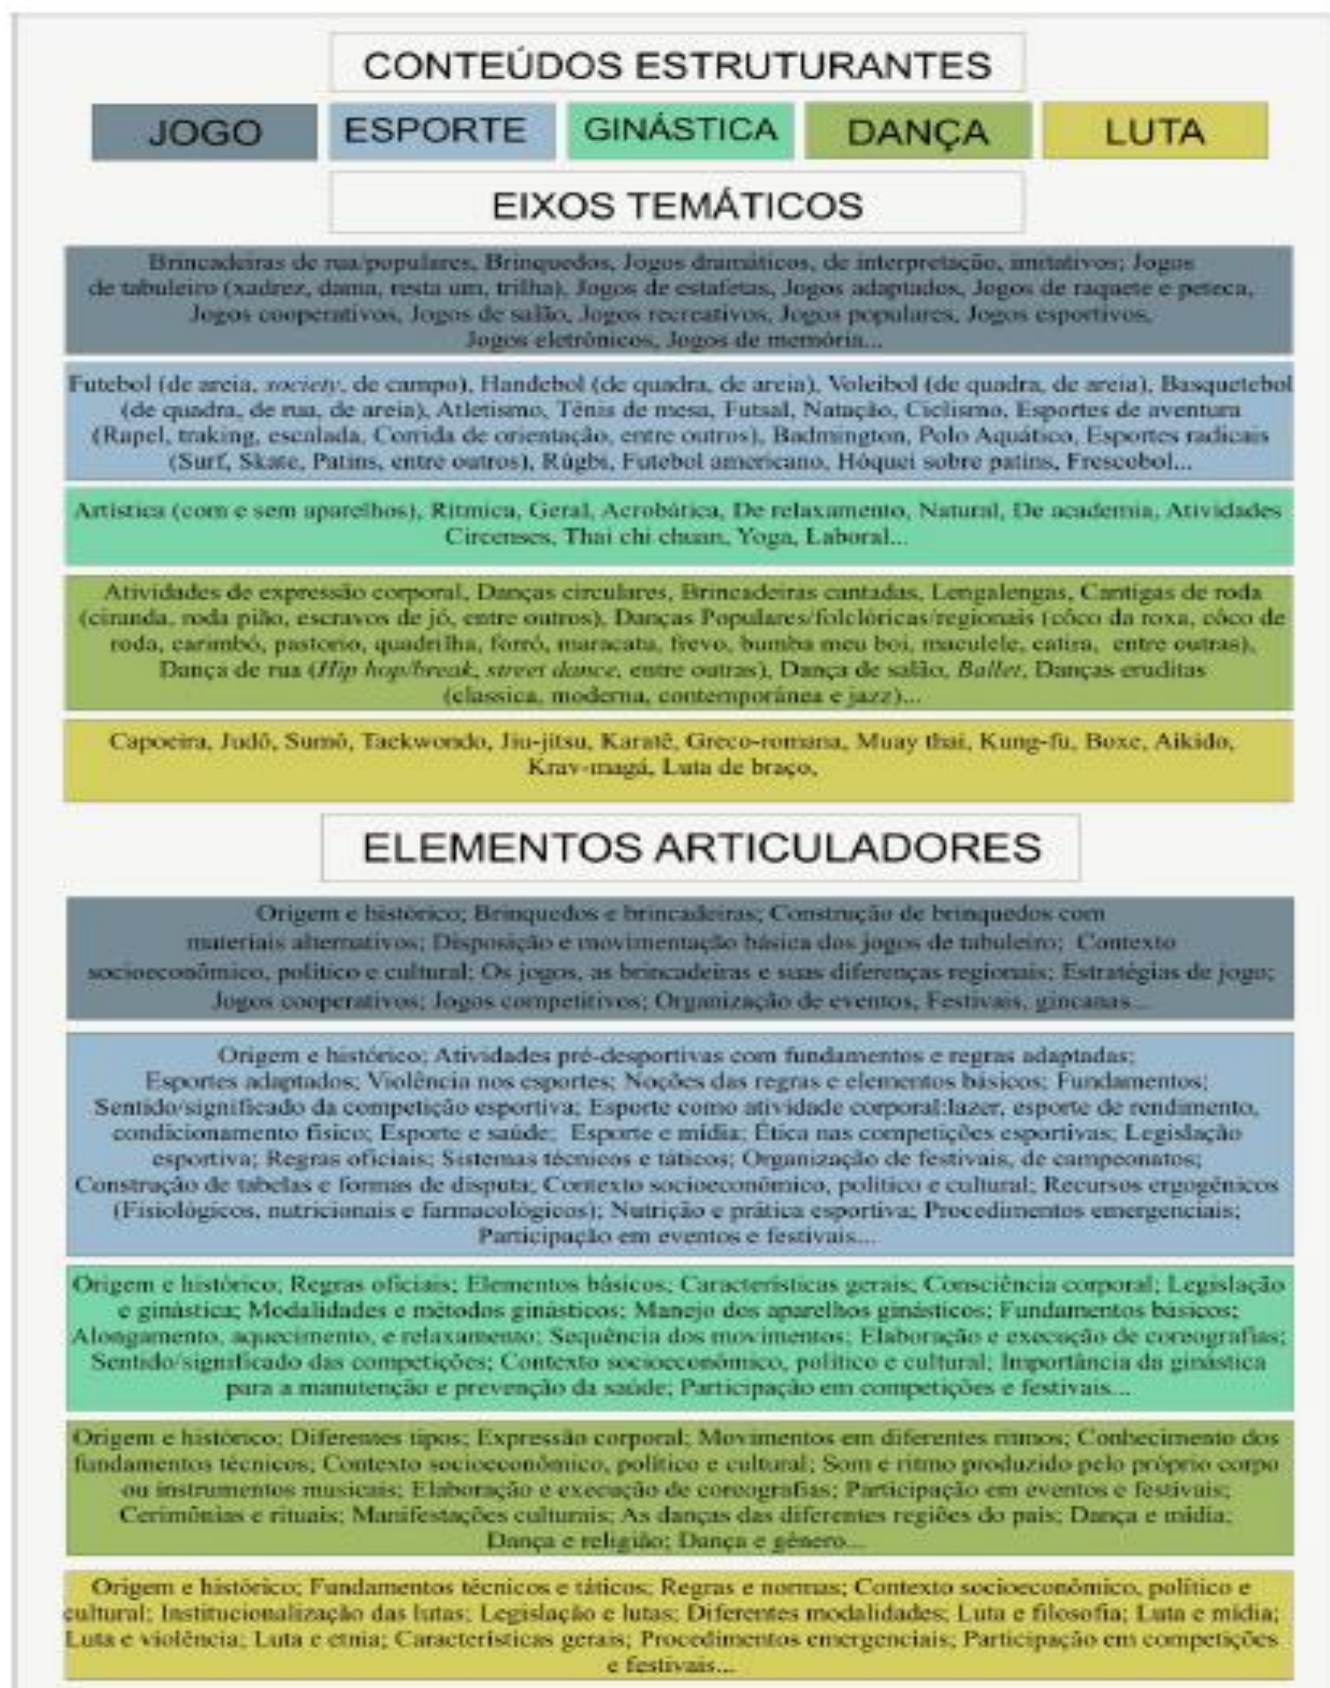 CONTEÚDOS ESTRUTURANTES
JOGO ESPORTE GINÁSTICA DANÇA LUTA
EIXOS TEMÁTICOS
Brincadeiras de rua/populares, Brinquedos, Jogos dramáticos, de interpretação, imitativos; Jogos
de tabuleiro (xadrez, dama, resta um, trilha), Jogos de estafetas, Jogos adaptados, Jogos de raquete e peteca,
Jogos cooperativos, Jogos de salão, Jogos recreativos, Jogos populares, Jogos esportivos,
Jogos eletrônicos, Jogos de memória...
Futebol (de areia, society, de campo), Handebol (de quadra, de areia), Voleibol (de quadra, de areia), Basquetebol
(de quadra, de rua, de areia), Atletismo, Tênis de mesa, Futsal, Natação, Ciclismo, Esportes de aventura
(Rapel, traking, escalada, Corrida de orientação, entre outros), Badmington, Polo Aquático, Esportes radicais
(Surf, Skate, Patins, entre outros), Rúgbi, Futebol americano, Hóquei sobre patins, Frescobol...
Artística (com e sem aparelhos), Rítmica, Geral, Acrobática, De relaxamento, Natural, De academia, Atividades
Circenses, Thai chi chuan, Yoga, Laboral...
Atividades de expressão corporal, Danças circulares, Brincadeiras cantadas, Lengalengas, Cantigas de roda
(ciranda, roda pião, escravos de jó, entre outros), Danças Populares/folclóricas/regionais (côco da roxa, côco de
roda, carimbó, pastorio, quadrilha, forró, maracatu, frevo, bumba meu boi, maculele, catira, entre outras),
Dança de rua (Hip hop/break, street dance, entre outras), Dança de salão, Ballet, Danças eruditas
(classica, moderna, contemporânea e jazz)...
Capoeira, Judô, Sumô, Taekwondo, Jiu-jitsu, Karatê, Greco-romana, Muay thai, Kung-fu, Boxe, Aikido,
Krav-magá, Luta de braço,
ELEMENTOS ARTICULADORES
Origem e histórico; Brinquedos e brincadeiras; Construção de brinquedos com
materiais alternativos; Disposição e movimentação básica dos jogos de tabuleiro; Contexto
socioeconômico, político e cultural; Os jogos, as brincadeiras e suas diferenças regionais; Estratégias de jogo;
Jogos cooperativos; Jogos competitivos; Organização de eventos, Festivais, gincanas...
Origem e histórico; Atividades pré-desportivas com fundamentos e regras adaptadas;
Esportes adaptados; Violência nos esportes; Noções das regras e elementos básicos; Fundamentos;
Sentido/significado da competição esportiva; Esporte como atividade corporal:lazer, esporte de rendimento,
condicionamento físico; Esporte e saúde; Esporte e mídia; Ética nas competições esportivas; Legislação
esportiva; Regras oficiais; Sistemas técnicos e táticos; Organização de festivais, de campeonatos;
Construção de tabelas e formas de disputa; Contexto socioeconômico, político e cultural; Recursos ergogênicos
(Fisiológicos, nutricionais e farmacológicos); Nutrição e prática esportiva; Procedimentos emergenciais;
Participação em eventos e festivais...
Origem e histórico; Regras oficiais; Elementos básicos; Características gerais; Consciência corporal; Legislação
e ginástica; Modalidades e métodos ginásticos; Manejo dos aparelhos ginásticos; Fundamentos básicos;
Alongamento, aquecimento, e relaxamento; Sequência dos movimentos; Elaboração e execução de coreografias;
Sentido/significado das competições; Contexto socioeconômico, político e cultural; Importância da ginástica
para a manutenção e prevenção da saúde; Participação em competições e festivais...
Origem e histórico; Diferentes tipos; Expressão corporal; Movimentos em diferentes ritmos; Conhecimento dos
fundamentos técnicos; Contexto socioeconômico, político e cultural; Som e ritmo produzido pelo próprio corpo
ou instrumentos musicais; Elaboração e execução de coreografias; Participação em eventos e festivais;
Cerimônias e rituais; Manifestações culturais; As danças das diferentes regiões do país; Dança e mídia;
Dança e religião; Dança e gênero...
Origem e histórico; Fundamentos técnicos e táticos; Regras e normas; Contexto socioeconômico, político e
cultural; Institucionalização das lutas; Legislação e lutas; Diferentes modalidades; Luta e filosofia; Luta e mídia;
Luta e violência; Luta e etnia; Características gerais; Procedimentos emergenciais; Participação em competições
e festivais...